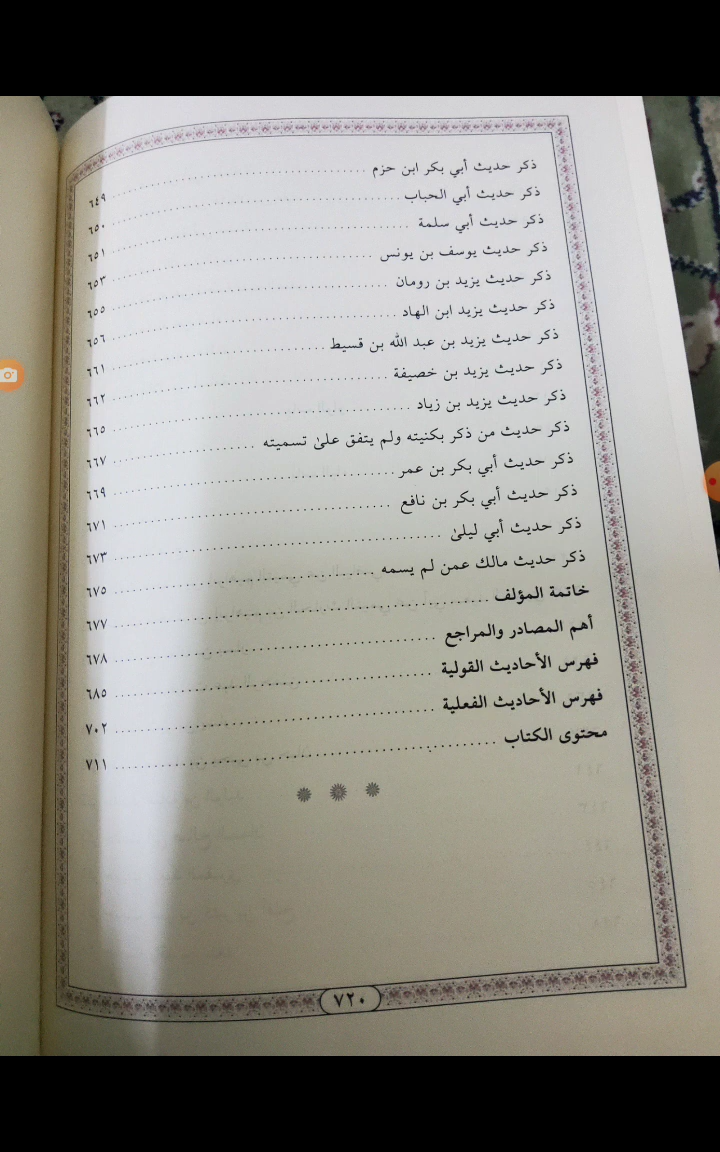 ذكر حديث أبي بكر ابن حزم ........ ٦٤٩
ذكر حديث أبي الحباب ........ ٦٥٠
ذكر حديث أبي سلمة ........ ٦٥١
ذكر حديث يوسف بن يونس ........ ٦٥٣
ذكر حديث يزيد بن رومان ........ ٦٥٥
ذكر حديث يزيد ابن الهاد ........ ٦٥٦
ذكر حديث يزيد بن عبد الله بن قسيط ........ ٦٦١
ذكر حديث يزيد بن خصيفة ........ ٦٦٢
ذكر حديث يزيد بن زياد ........ ٦٦٥
ذكر حديث من ذكر بكنيته ولم يتفق علىٰ تسميته ........ ٦٦٧
ذكر حديث أبي بكر بن عمر ........ ٦٦٩
ذكر حديث أبي بكر بن نافع ........ ٦٧١
ذكر حديث أبي ليلىٰ ........ ٦٧٣
ذكر حديث مالك عمن لم يسمه ........ ٦٧٥
خاتمة المؤلف ........ ٦٧٧
أهم المصادر والمراجع ........ ٦٧٨
فهرس الأحاديث القولية ........ ٦٨٥
فهرس الأحاديث الفعلية ........ ٧٠٢
محتوى الكتاب ........ ٧١١
٧٢٠